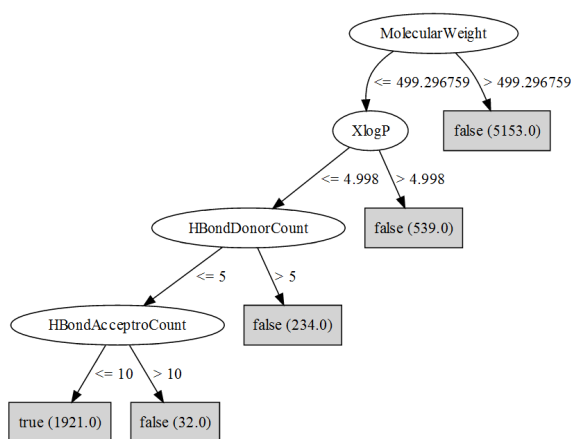 MolecularWeight
<= 499.296759 > 499.296759
XlogP
false (5153.0)
<= 4.998 > 4.998
HBondDonorCount
false (539.0)
<= 5 > 5
HBondAcceptroCount
false (234.0)
<= 10 > 10
true (1921.0)
false (32.0)